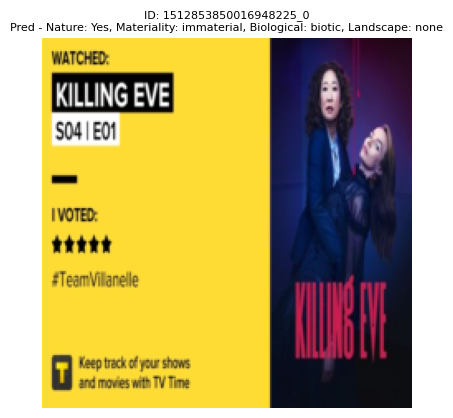 ID: 1512853850016948225_0
Pred - Nature: Yes, Materiality: immaterial, Biological: biotic, Landscape: none
WATCHED:
KILLING EVE
S04 | E01
I VOTED:
★★★★★
#TeamVillanelle
T
Keep track of your shows
and movies with TV Time
KILLING EVE